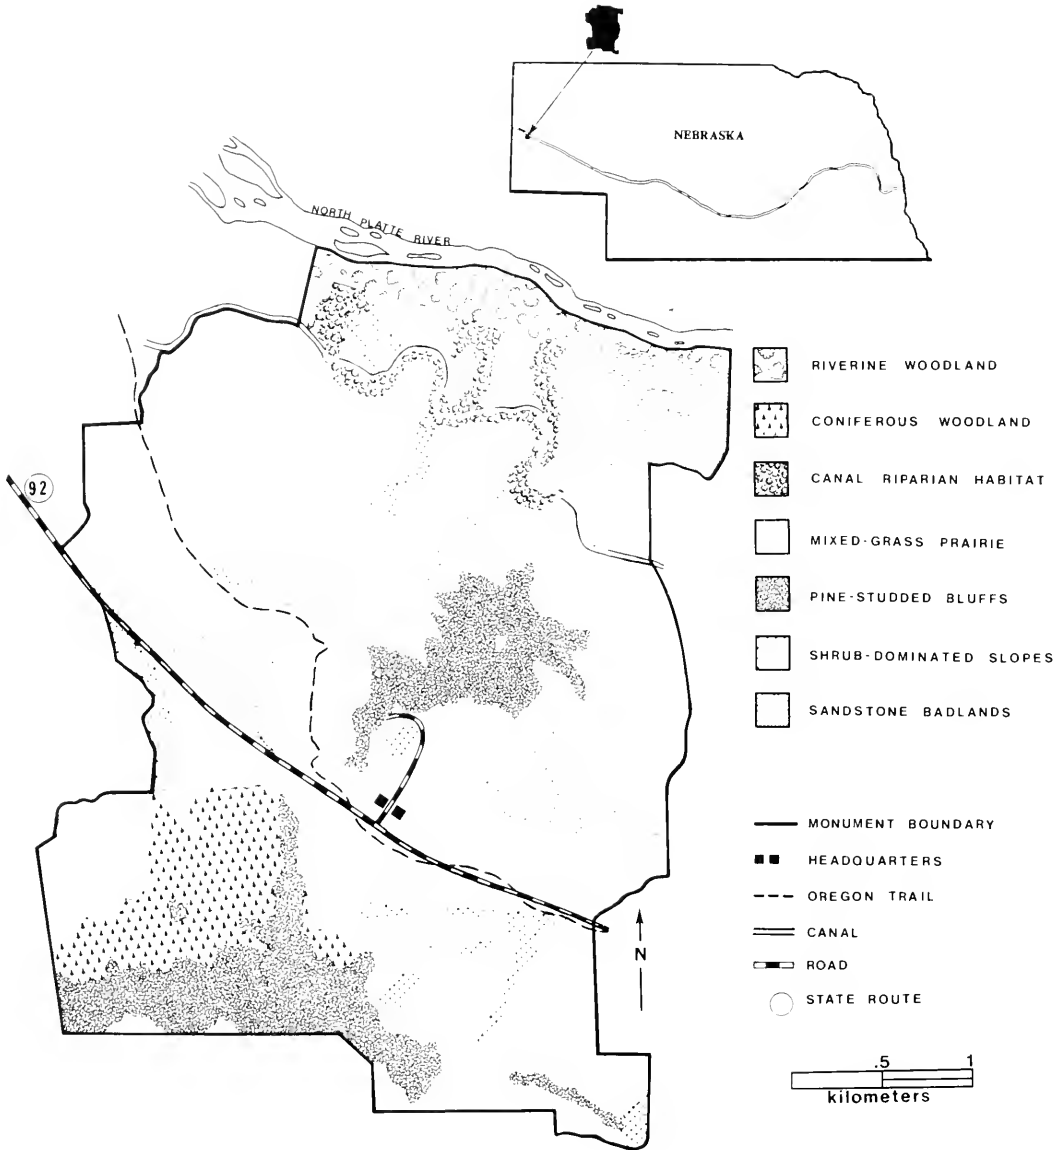 NEBRASKA
NORTH PLATTE RIVER
92
RIVERINE WOODLAND
CONIFEROUS WOODLAND
CANAL RIPARIAN HABITAT
MIXED-GRASS PRAIRIE
PINE-STUDDED BLUFFS
SHRUB-DOMINATED SLOPES
SANDSTONE BADLANDS
MONUMENT BOUNDARY
HEADQUARTERS
OREGON TRAIL
CANAL
ROAD
STATE ROUTE
N
.5 1
kilometers